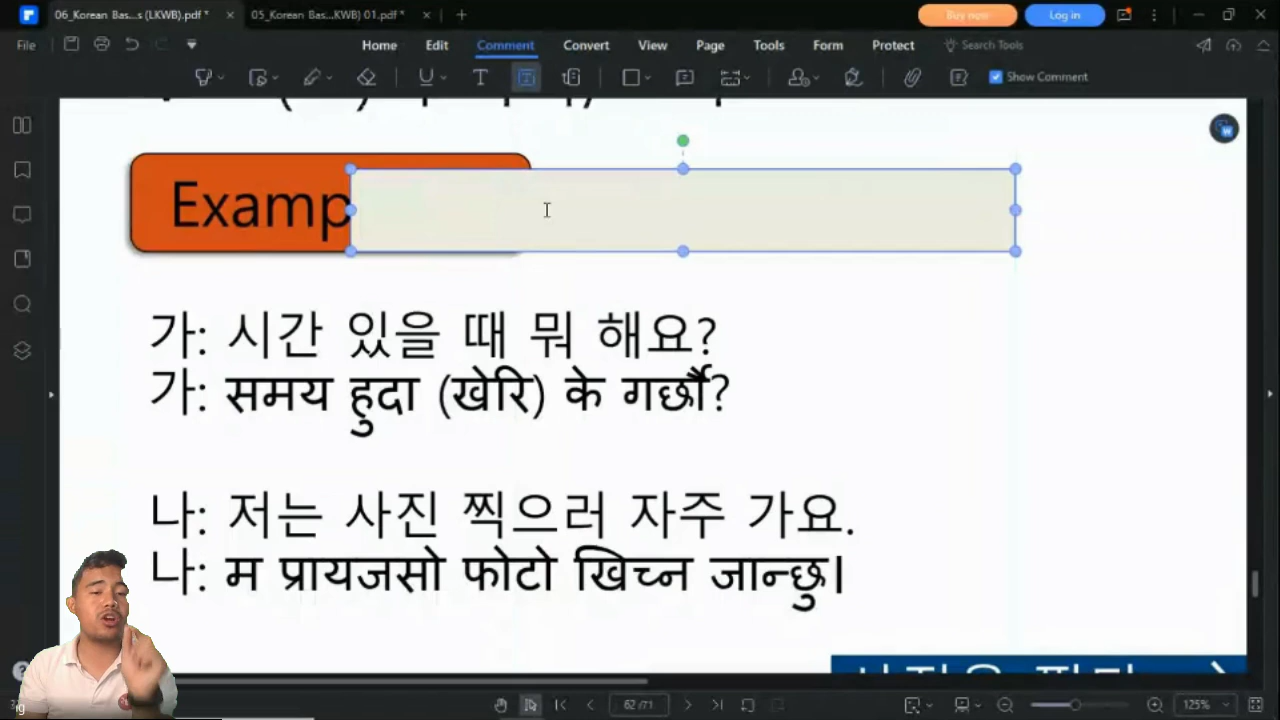 06_Korean Bas...s (LKWB).pdf *
05_Korean Bas...KWB) 01.pdf *
Buy now
Log in
File
Home
Edit
Comment
Convert
View
Page
Tools
Form
Protect
Search Tools
Show Comment
Examp
가: 시간 있을 때 뭐 해요?
가: समय हुदा (खेरि) के गर्छौ?
나: 저는 사진 찍으러 자주 가요.
나: म प्रायजसो फोटो खिच्न जान्छु।
62 /71
125%